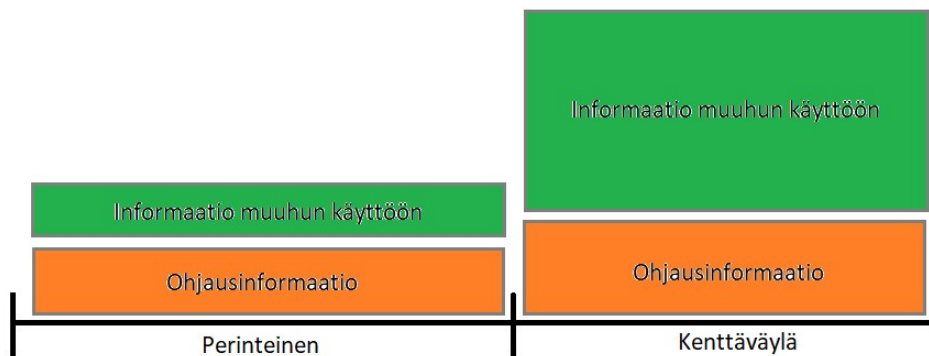 Informaatio muuhun käyttöön
Informaatio muuhun käyttöön
Ohjausinformaatio
Ohjausinformaatio
Perinteinen
Kenttäväylä